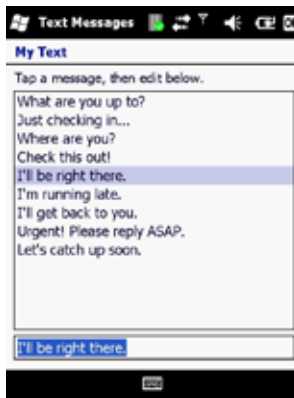 Text Messages
My Text
Tap a message, then edit below.
What are you up to?
Just checking in...
Where are you?
Check this out!
I'll be right there.
I'm running late.
I'll get back to you.
Urgent! Please reply ASAP.
Let's catch up soon.
I'll be right there.